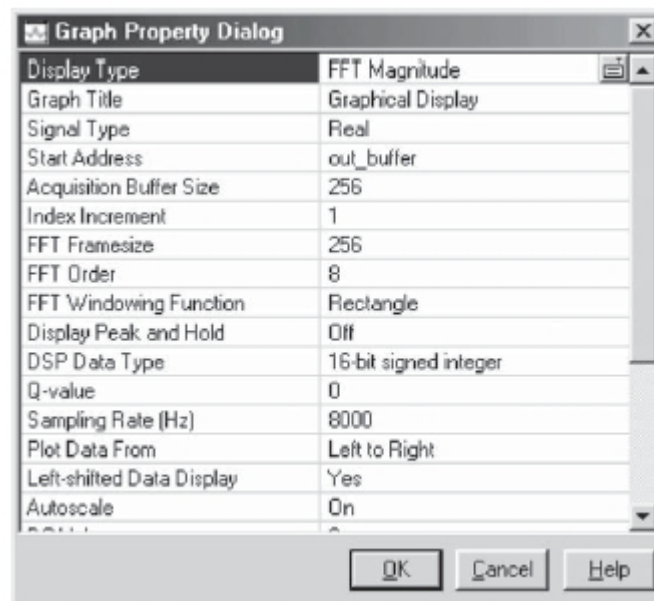 Graph Property Dialog
Display Type FFT Magnitude
Graph Title Graphical Display
Signal Type Real
Start Address out_buffer
Acquisition Buffer Size 256
Index Increment 1
FFT Framesize 256
FFT Order 8
FFT Windowing Function Rectangle
Display Peak and Hold Off
DSP Data Type 16-bit signed integer
Q-value 0
Sampling Rate (Hz) 8000
Plot Data From Left to Right
Left-shifted Data Display Yes
Autoscale On
OK Cancel Help